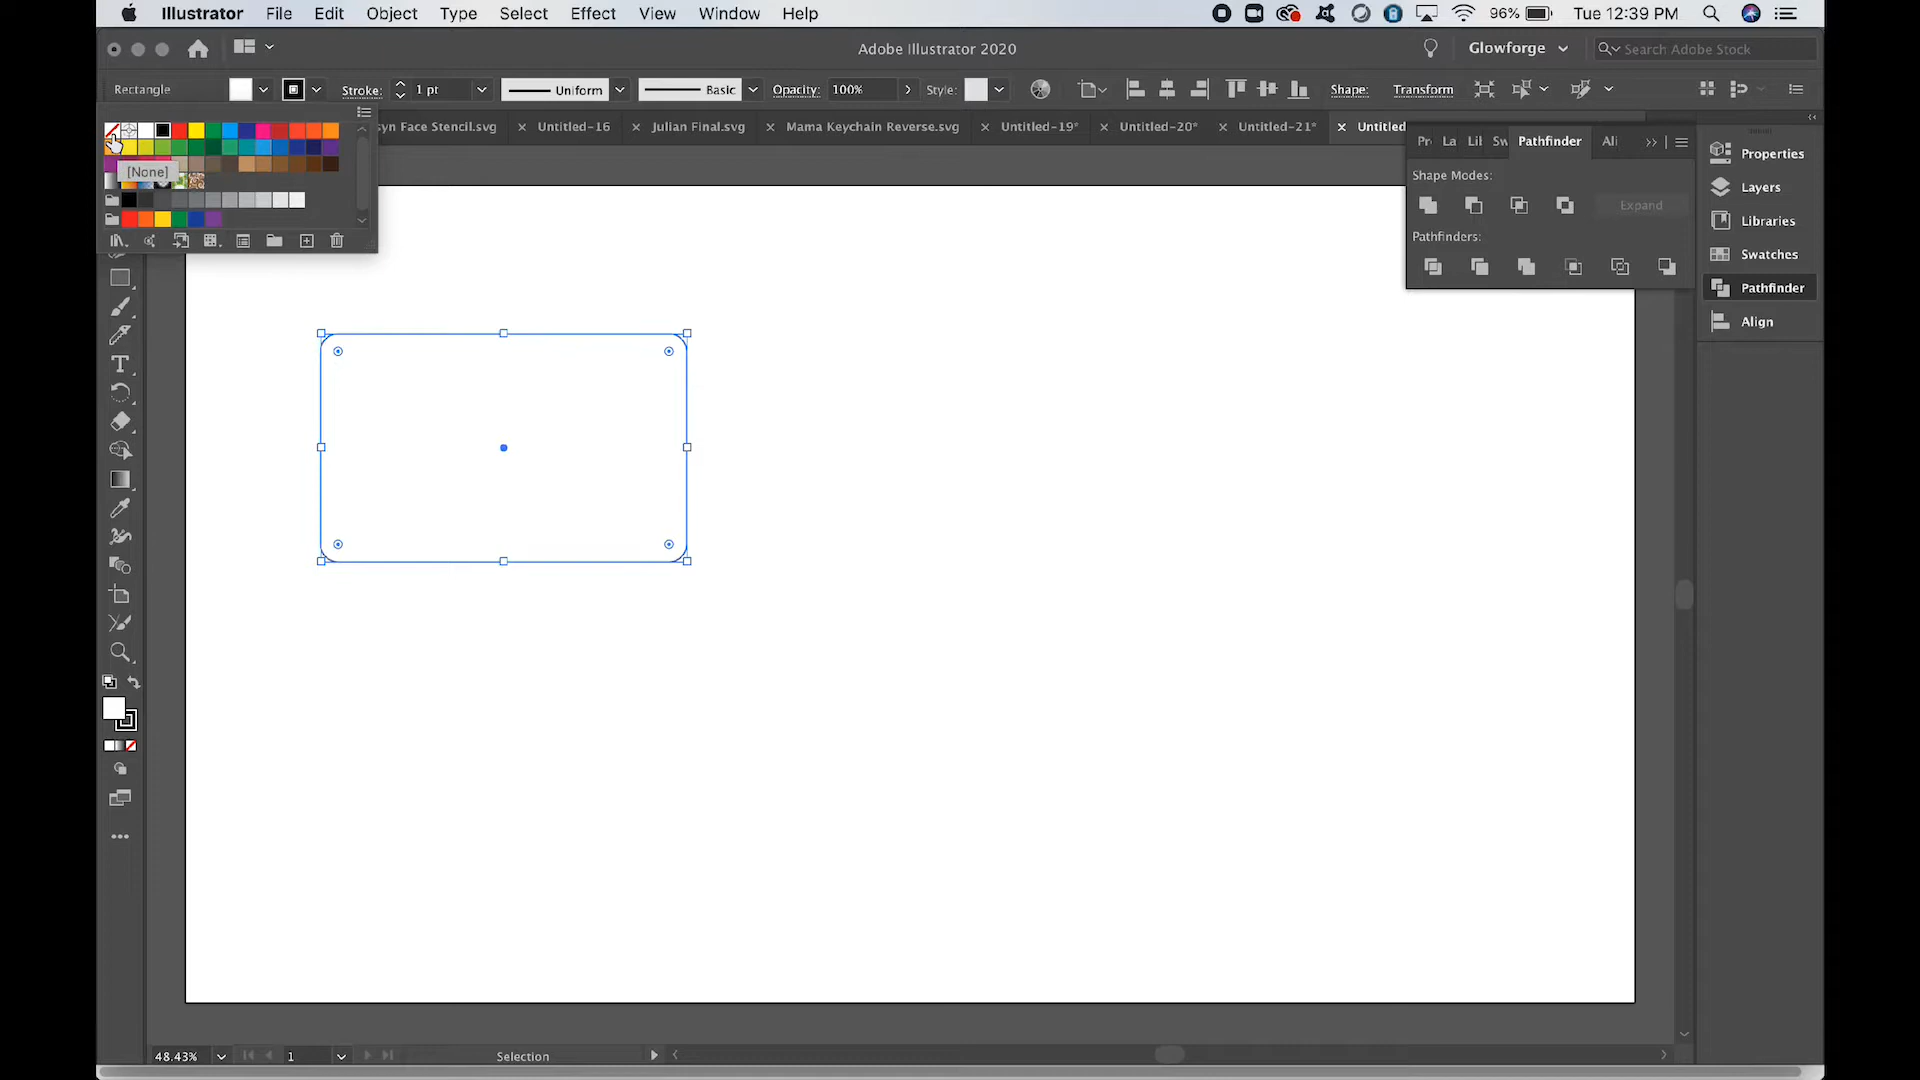 Illustrator File Edit Object Type Select Effect View Window Help 96% Tue 12:39 PM
Adobe Illustrator 2020 Glowforge Search Adobe Stock
Rectangle Stroke: 1 pt Uniform Basic Opacity: 100% Style: Shape: Transform
syn Face Stencil.svg Untitled-16 Julian Final.svg Mama Keychain Reverse.svg Untitled-19* Untitled-20* Untitled-21* Untitled
Pr La Lil Sw Pathfinder Ali
Properties
[None]
Shape Modes:
Layers
Expand
Libraries
Pathfinders:
Swatches
Pathfinder
Align
48.43% 1 Selection